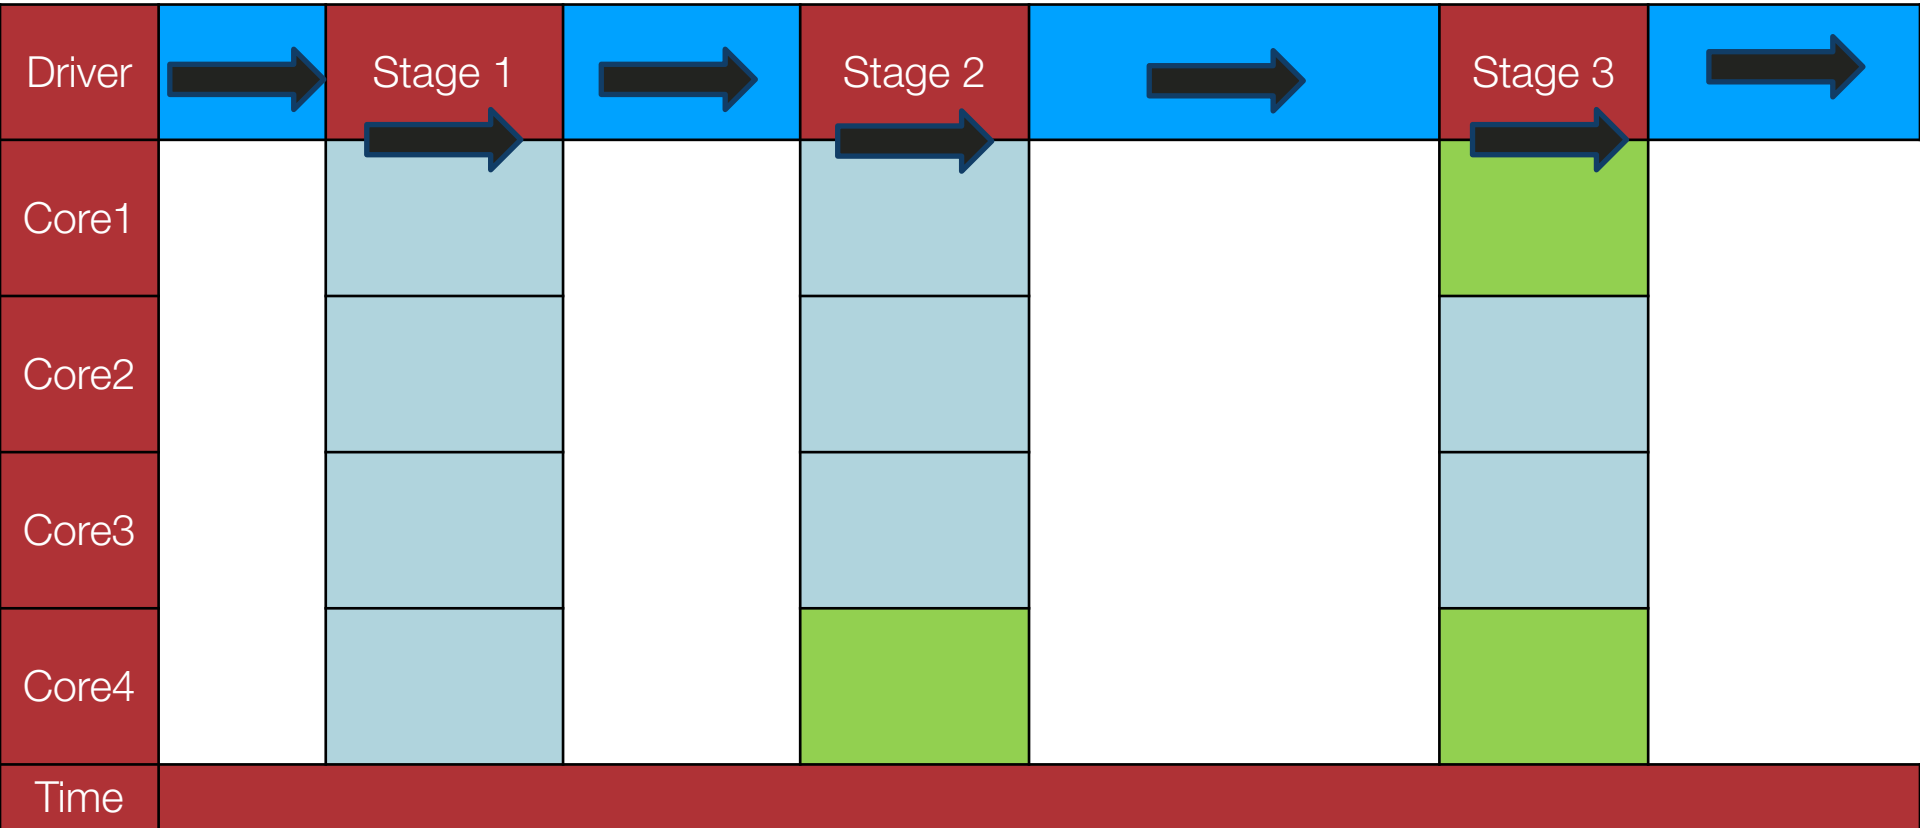 Driver
Stage 1
Stage 2
Stage 3
Core1
Core2
Core3
Core4
Time